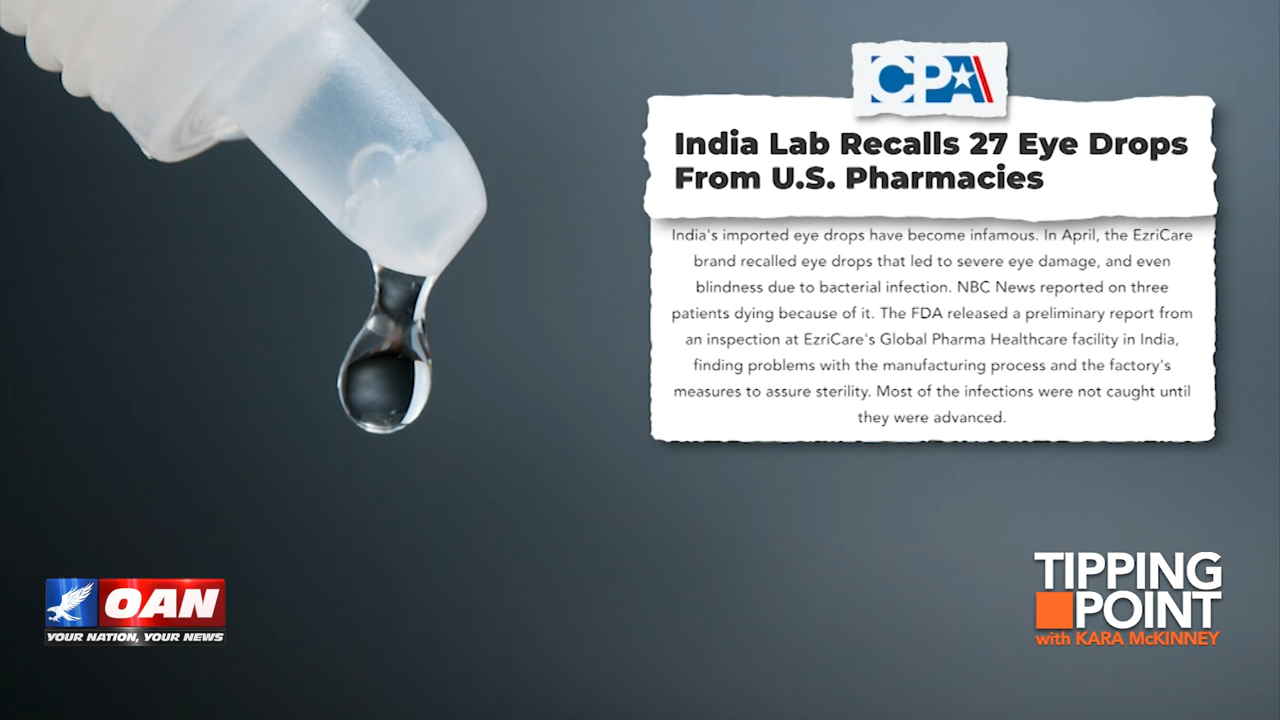 CPA
India Lab Recalls 27 Eye Drops
From U.S. Pharmacies
India's imported eye drops have become infamous. In April, the EzriCare
brand recalled eye drops that led to severe eye damage, and even
blindness due to bacterial infection. NBC News reported on three
patients dying because of it. The FDA released a preliminary report from
an inspection at EzriCare's Global Pharma Healthcare facility in India,
finding problems with the manufacturing process and the factory's
measures to assure sterility. Most of the infections were not caught until
they were advanced.
OAN
YOUR NATION, YOUR NEWS
TIPPING
POINT
with KARA McKINNEY